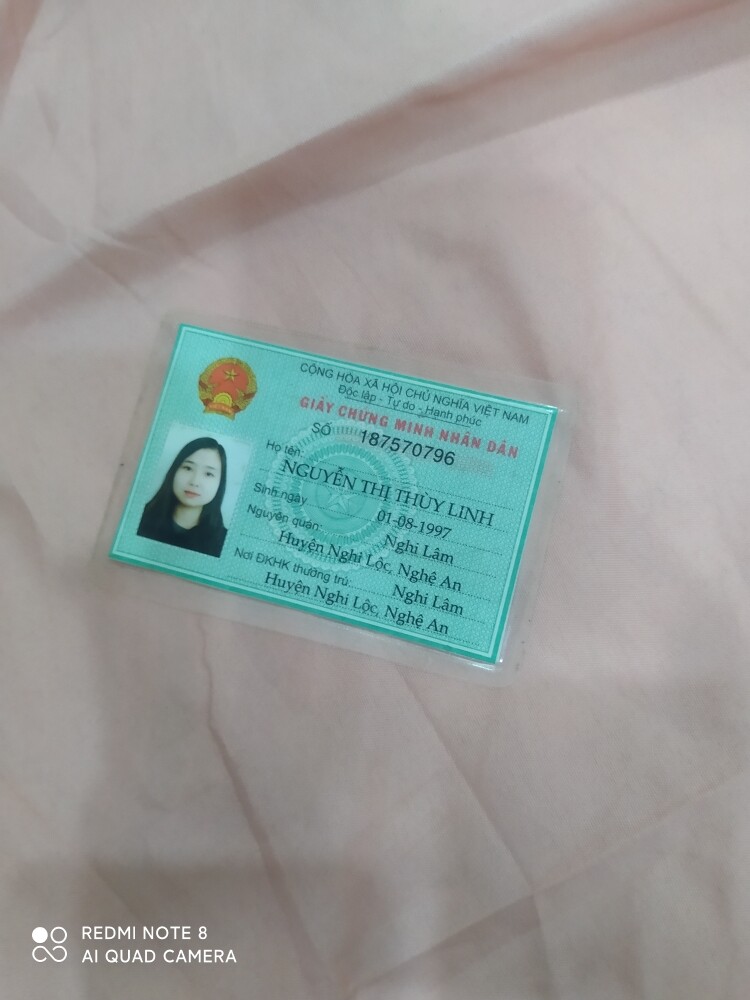 CỘNG HÒA XÃ HỘI CHỦ NGHĨA VIỆT NAM
Độc lập - Tự do - Hạnh phúc
GIẤY CHỨNG MINH NHÂN DÂN
SỐ 187570796
Họ tên:
NGUYỄN THỊ THÙY LINH
Sinh ngày 01-08-1997
Nguyên quán: Nghi Lâm
Huyện Nghi Lộc, Nghệ An
Nơi ĐKHK thường trú: Nghi Lâm
Huyện Nghi Lộc, Nghệ An
REDMI NOTE 8
AI QUAD CAMERA